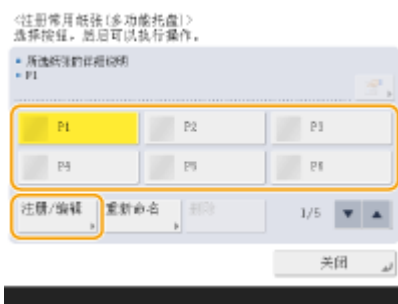 <注册常用纸张(多功能托盘)>
选择按钮,然后可以执行操作。
所选纸张的详细说明
P1
P1 P2 P3
P4 P5 P6
注册/编辑 重新命名 删除 1/5
关闭